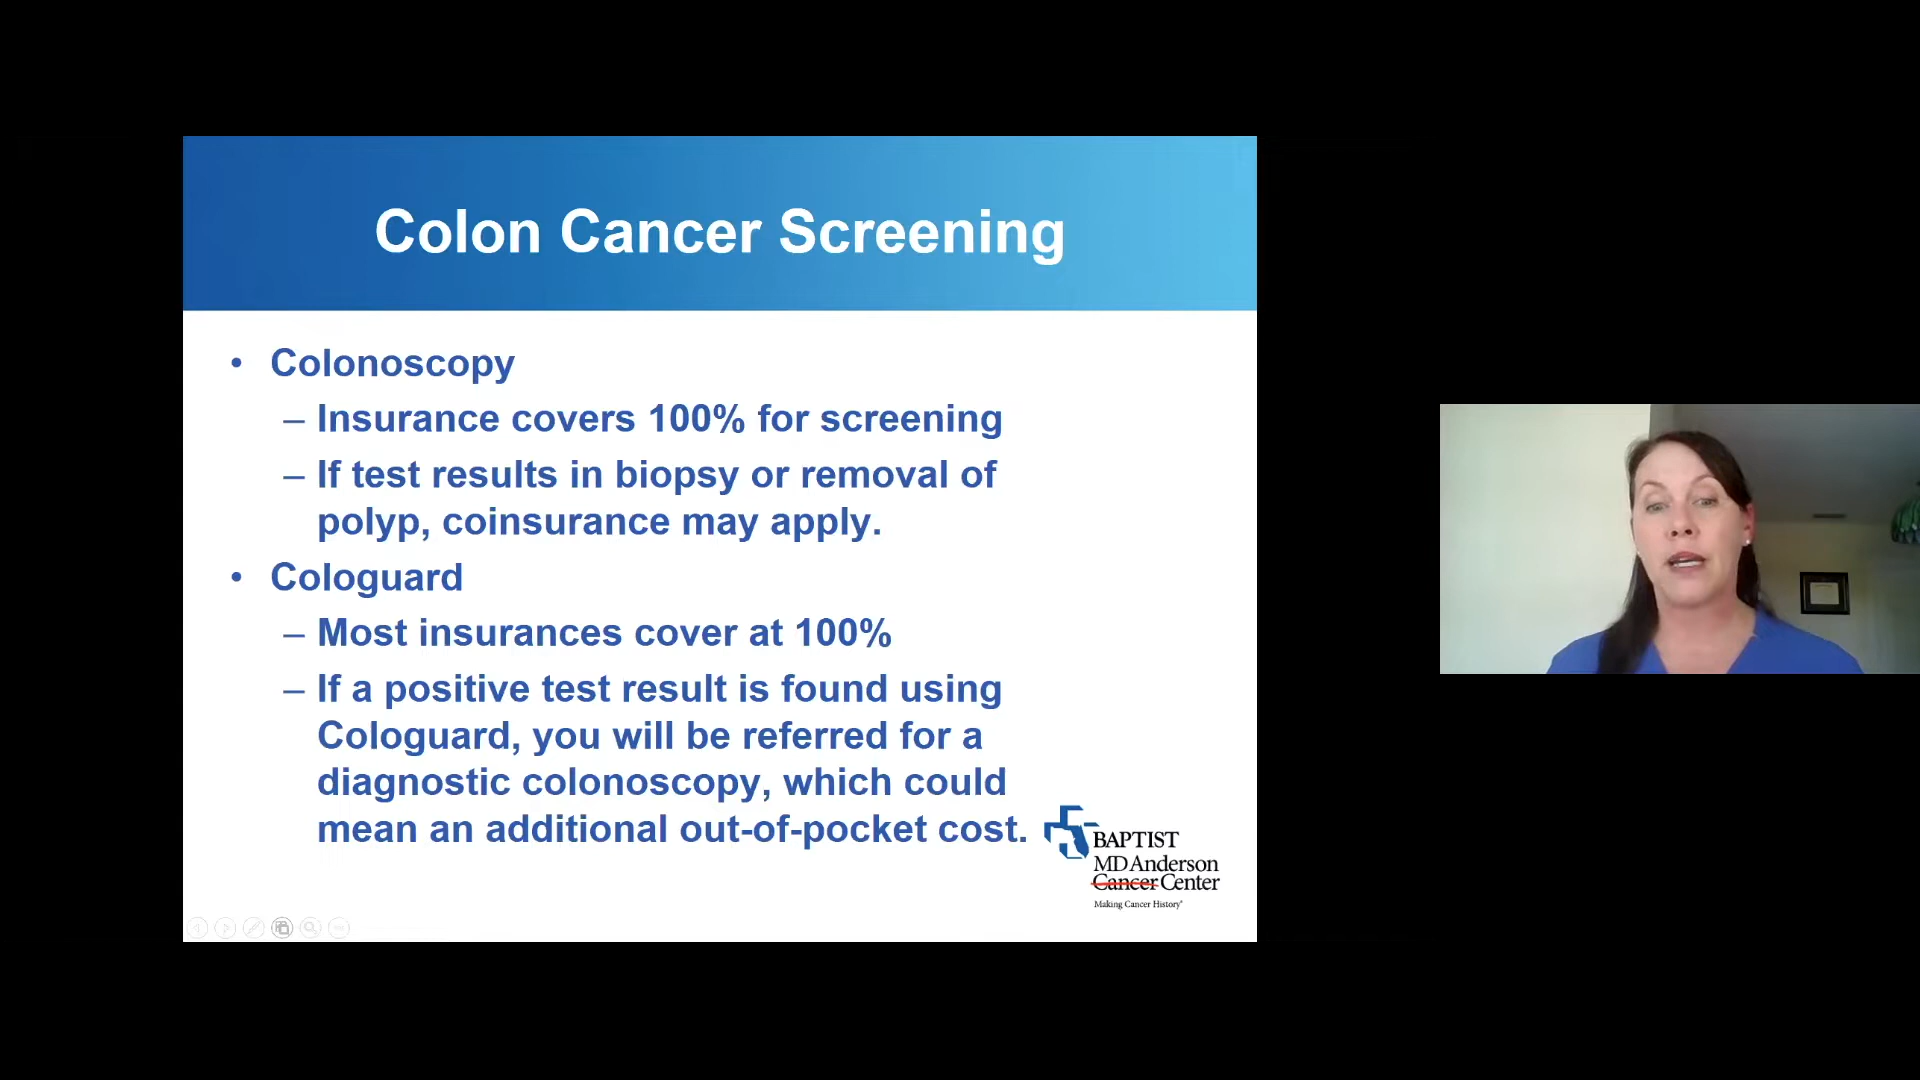 Colon Cancer Screening
• Colonoscopy
– Insurance covers 100% for screening
– If test results in biopsy or removal of
polyp, coinsurance may apply.
• Cologuard
– Most insurances cover at 100%
– If a positive test result is found using
Cologuard, you will be referred for a
diagnostic colonoscopy, which could
mean an additional out-of-pocket cost.
BAPTIST
MD Anderson
Cancer Center
Making Cancer History®